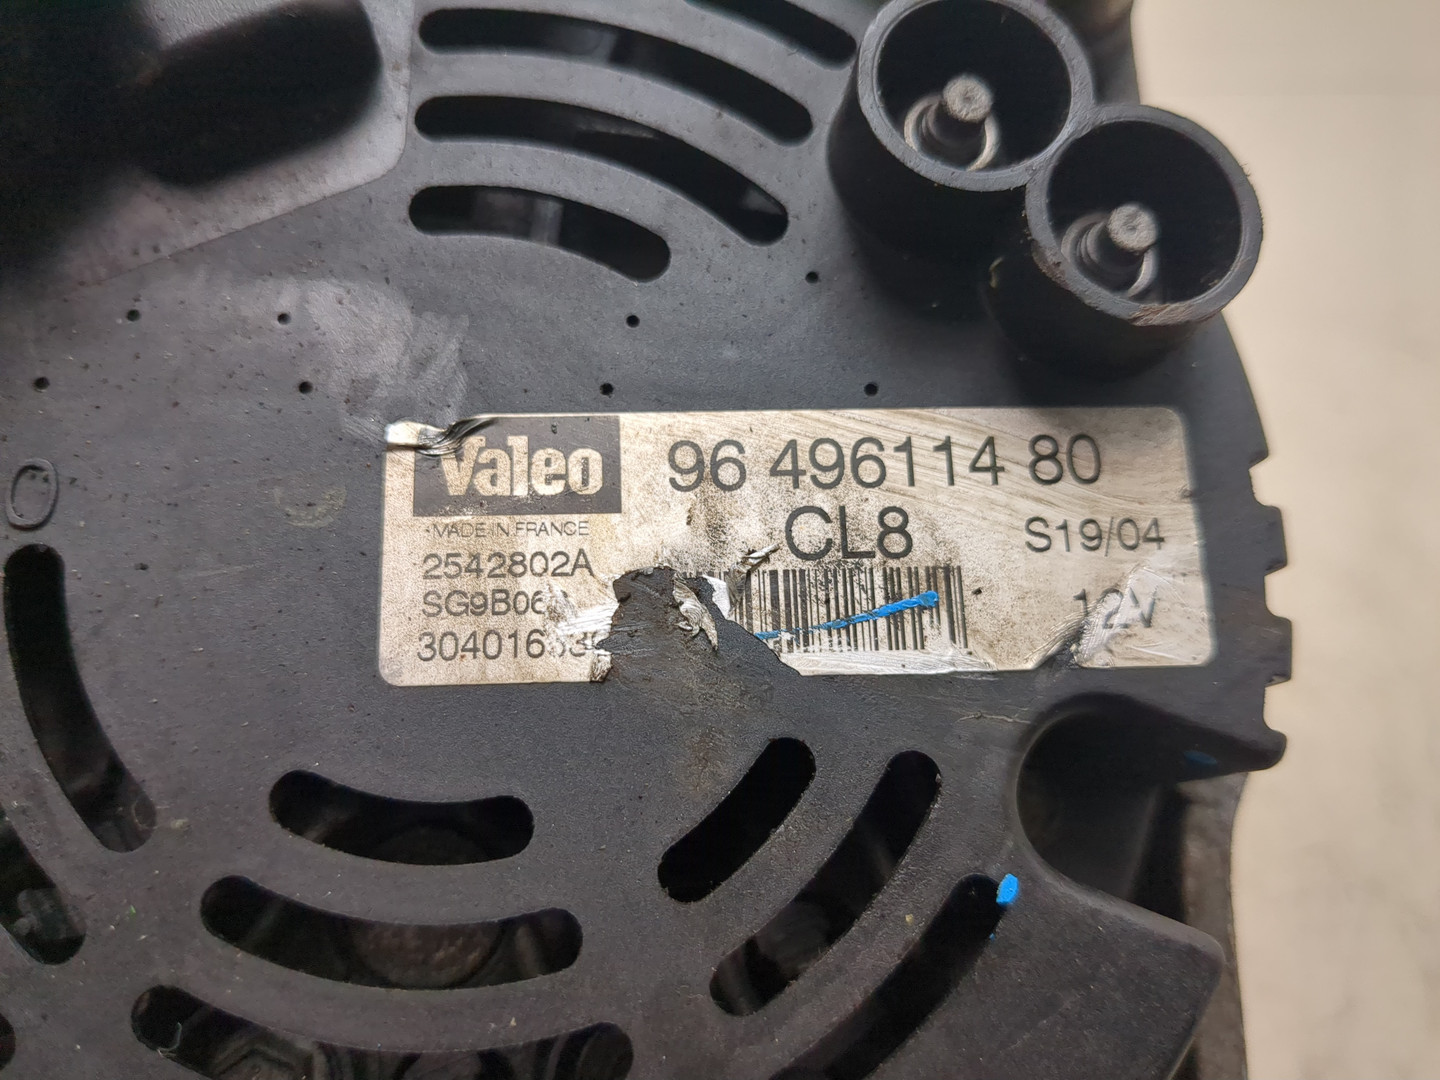 Valeo
MADE IN FRANCE
2542802A
96 496114 80
CL8
S19/04
12V